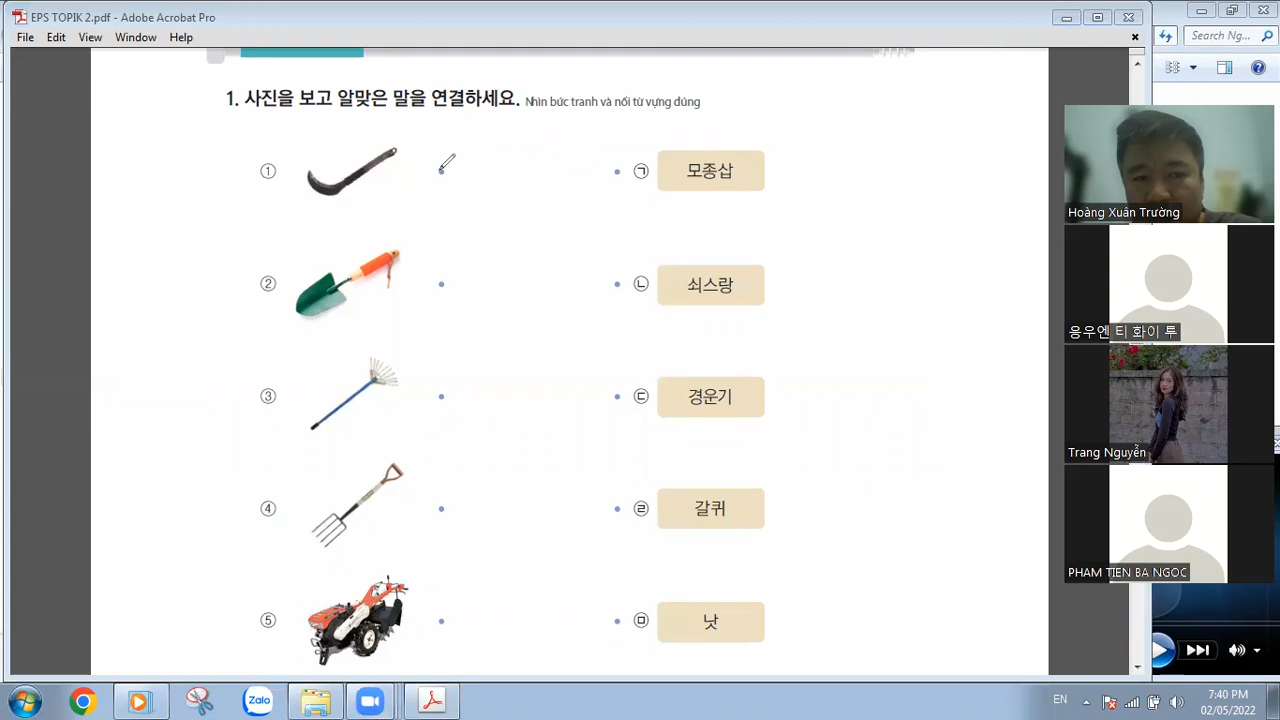 EPS TOPIK 2.pdf - Adobe Acrobat Pro
File Edit View Window Help
Search Ng...
1. 사진을 보고 알맞은 말을 연결하세요. Nhìn bức tranh và nối từ vựng đúng
① ㉠ 모종삽
② ㉡ 쇠스랑
③ ㉢ 경운기
④ ㉣ 갈퀴
⑤ ㉤ 낫
Hoàng Xuân Trường
응우엔 티 화이 투
Trang Nguyễn
PHAM TIEN BA NGOC
Zalo
EN
7:40 PM
02/05/2022